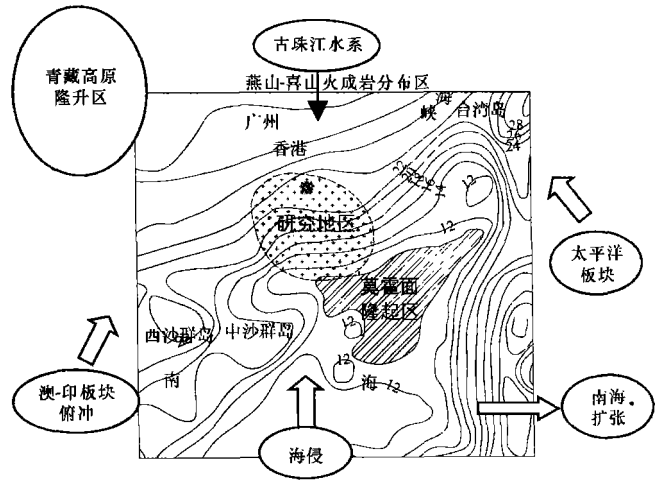 古珠江水系
青藏高原
隆升区
燕山-喜山火成岩分布区
广州
海
峡
台湾岛
28
26
24
香港
12
研究地区
12
太平洋
板块
莫霍面
隆起区
西沙群岛
中沙群岛
12
12
南
海
12
澳-印板块
俯冲
南海
扩张
海侵